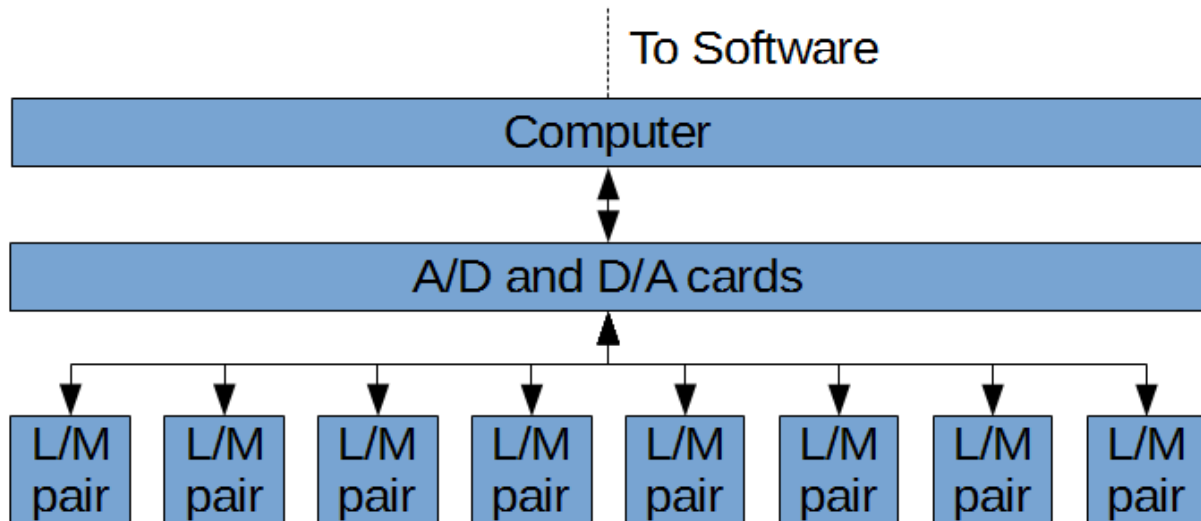 To Software
Computer
A/D and D/A cards
L/M L/M L/M L/M L/M L/M L/M L/M
pair pair pair pair pair pair pair pair